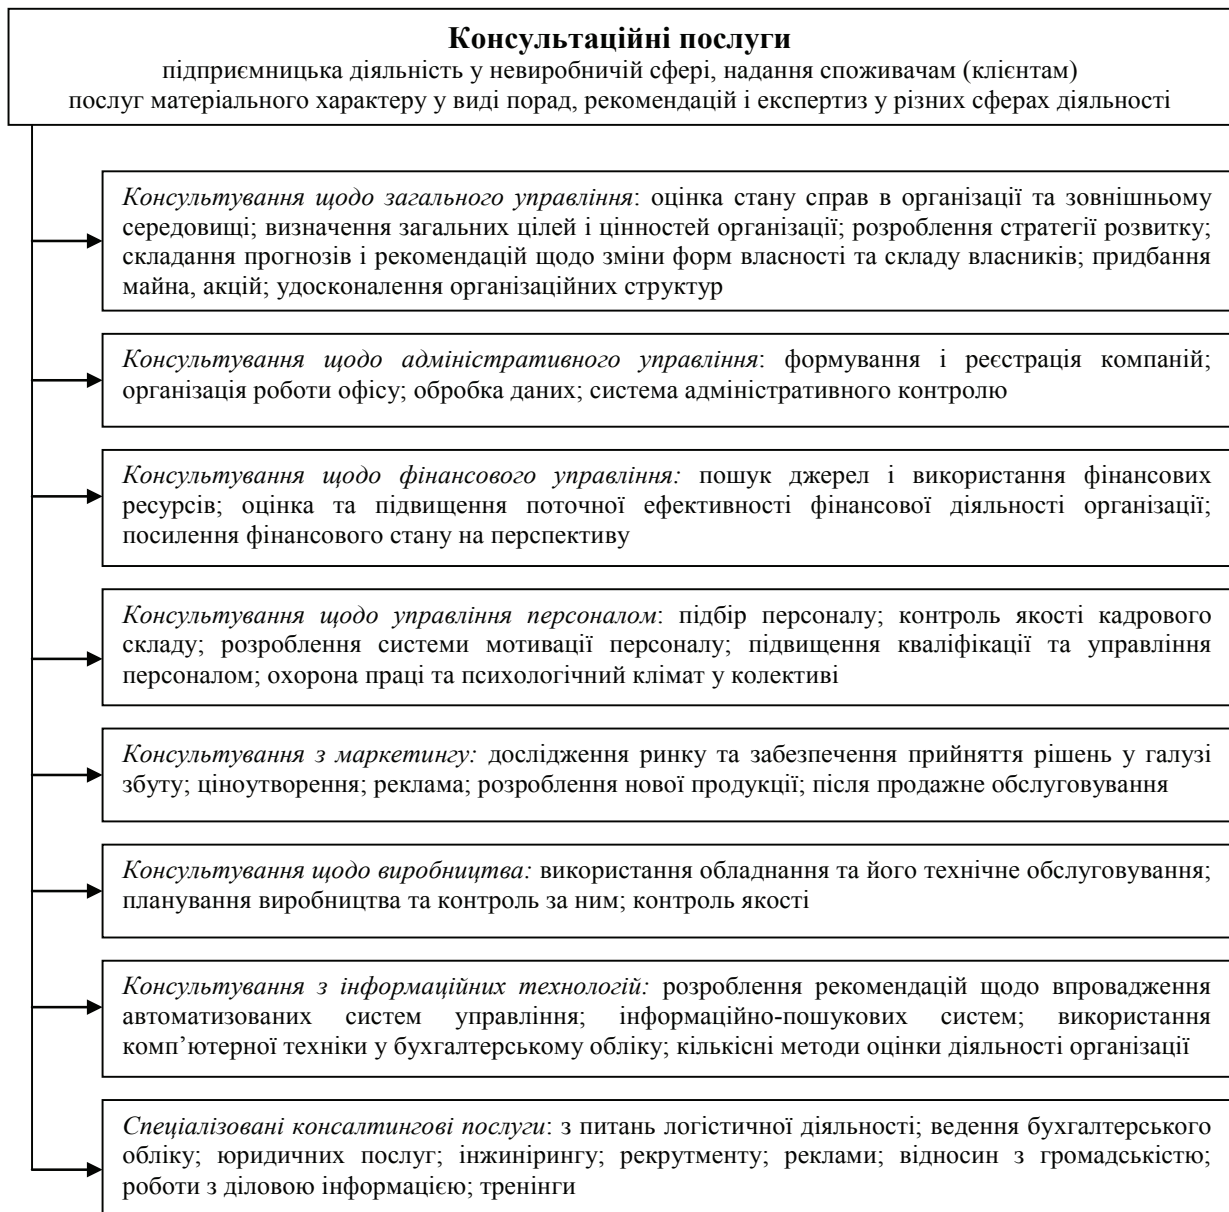 Консультаційні послуги
підприємницька діяльність у невиробничій сфері, надання споживачам (клієнтам)
послуг матеріального характеру у виді порад, рекомендацій і експертиз у різних сферах діяльності
Консультування щодо загального управління: оцінка стану справ в організації та зовнішньому
середовищі; визначення загальних цілей і цінностей організації; розроблення стратегії розвитку;
складання прогнозів і рекомендацій щодо зміни форм власності та складу власників; придбання
майна, акцій; удосконалення організаційних структур
Консультування щодо адміністративного управління: формування і реєстрація компаній;
організація роботи офісу; обробка даних; система адміністративного контролю
Консультування щодо фінансового управління: пошук джерел і використання фінансових
ресурсів; оцінка та підвищення поточної ефективності фінансової діяльності організації;
посилення фінансового стану на перспективу
Консультування щодо управління персоналом: підбір персоналу; контроль якості кадрового
складу; розроблення системи мотивації персоналу; підвищення кваліфікації та управління
персоналом; охорона праці та психологічний клімат у колективі
Консультування з маркетингу: дослідження ринку та забезпечення прийняття рішень у галузі
збуту; ціноутворення; реклама; розроблення нової продукції; після продажне обслуговування
Консультування щодо виробництва: використання обладнання та його технічне обслуговування;
планування виробництва та контроль за ним; контроль якості
Консультування з інформаційних технологій: розроблення рекомендацій щодо впровадження
автоматизованих систем управління; інформаційно-пошукових систем; використання
комп’ютерної техніки у бухгалтерському обліку; кількісні методи оцінки діяльності організації
Спеціалізовані консалтингові послуги: з питань логістичної діяльності; ведення бухгалтерського
обліку; юридичних послуг; інжинірингу; рекрутменту; реклами; відносин з громадськістю;
роботи з діловою інформацією; тренінги